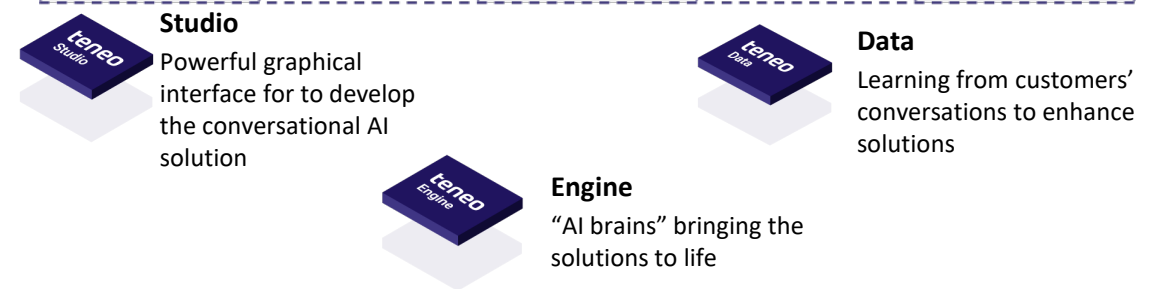 teneo
Studio
Studio
Powerful graphical
interface for to develop
the conversational AI
solution
teneo
Data
Data
Learning from customers’
conversations to enhance
solutions
teneo
Engine
Engine
“AI brains” bringing the
solutions to life